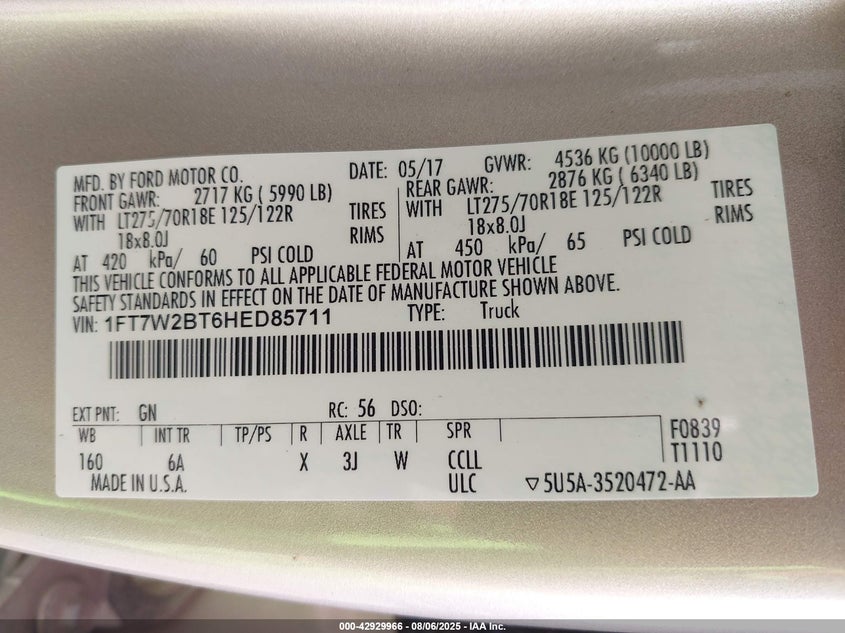 MFD. BY FORD MOTOR CO. DATE: 05/17 GVWR: 4536 KG (10000 LB)
FRONT GAWR: 2717 KG ( 5990 LB) REAR GAWR: 2876 KG ( 6340 LB)
WITH LT275/70R18E 125/122R TIRES WITH LT275/70R18E 125/122R TIRES
18x8.0J RIMS 18x8.0J RIMS
AT 420 kPa/ 60 PSI COLD AT 450 kPa/ 65 PSI COLD
THIS VEHICLE CONFORMS TO ALL APPLICABLE FEDERAL MOTOR VEHICLE
SAFETY STANDARDS IN EFFECT ON THE DATE OF MANUFACTURE SHOWN ABOVE.
VIN: 1FT7W2BT6HED85711 TYPE: Truck
EXT PNT: GN RC: 56 DSO:
WB INT TR TP/PS R AXLE TR SPR F0839
160 6A X 3J W CCLL T1110
MADE IN U.S.A. ULC ▽5U5A-3520472-AA
000-42929966 - 08/06/2025 - IAA Inc.